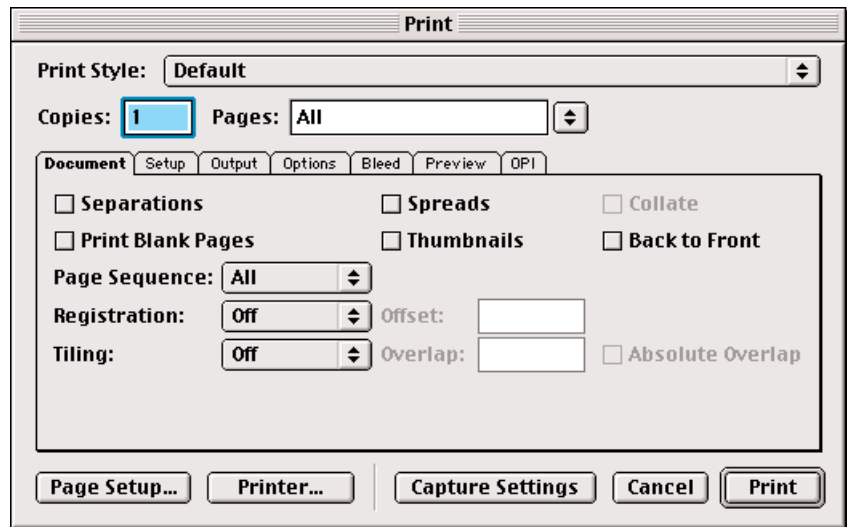 Print
Print Style: Default
Copies: 1 Pages: All
Document Setup Output Options Bleed Preview OPI
Separations Spreads Collate
Print Blank Pages Thumbnails Back to Front
Page Sequence: All
Registration: Off Offset:
Tiling: Off Overlap: Absolute Overlap
Page Setup... Printer... Capture Settings Cancel Print